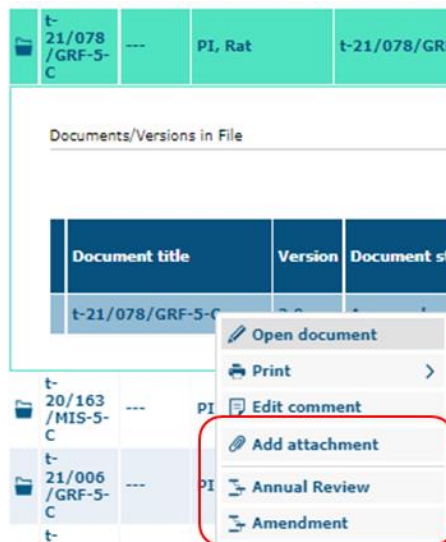 t-
21/078
/GRF-5-
C
---
PI, Rat
t-21/078/GR
Documents/Versions in File
Document title
Version
Document s
t-21/078/GRF-5-C
Open document
Print
Edit comment
Add attachment
Annual Review
Amendment
t-
20/163
/MIS-5-
C
---
PI
t-
21/006
/GRF-5-
C
---
PI
t-